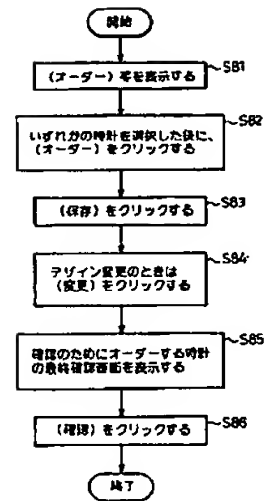 開始
(オーダー)等を表示する
S81
いずれかの時計を選択した後に、
(オーダー)をクリックする
S82
(保存)をクリックする
S83
デザイン変更のときは
(変更)をクリックする
S84
確認のためにオーダーする時計
の最終確認画面を表示する
S85
(確認)をクリックする
S86
終了